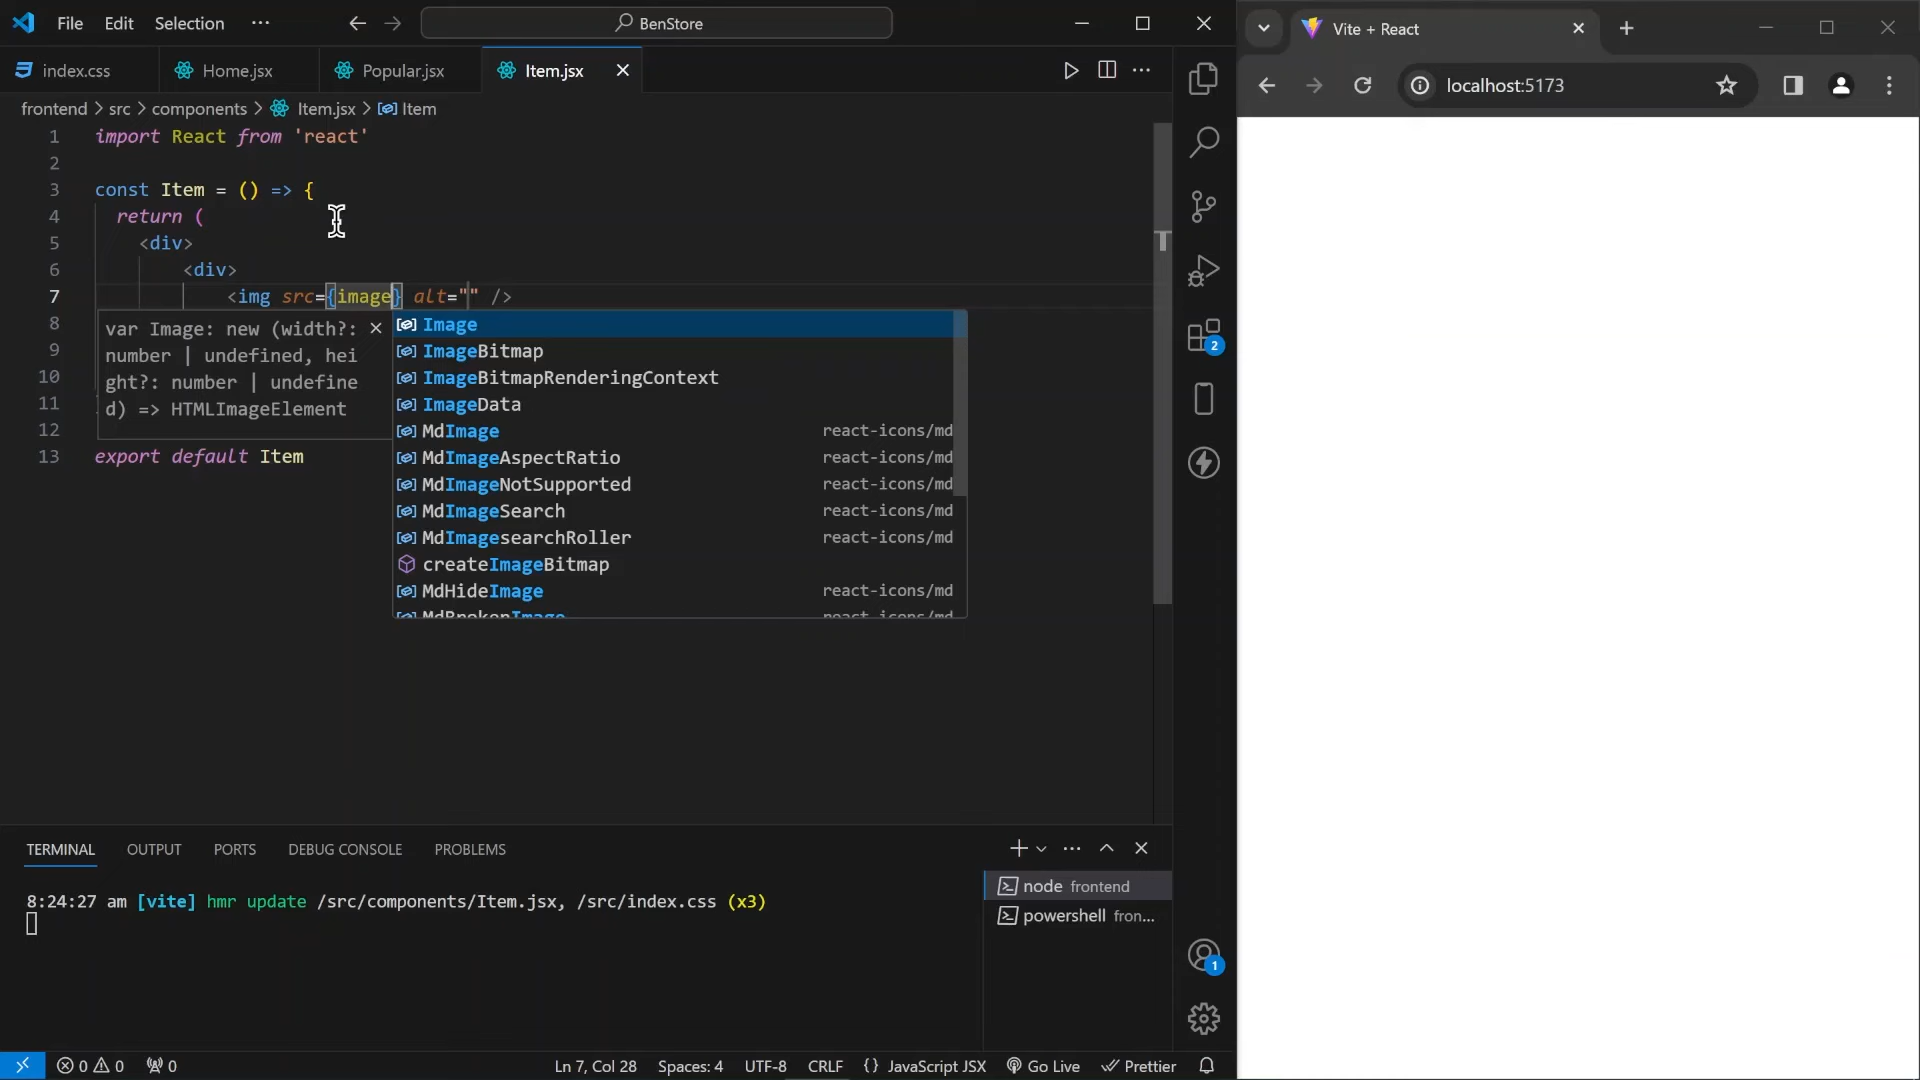 File Edit Selection ··· BenStore
Vite + React
localhost:5173
index.css Home.jsx Popular.jsx Item.jsx
frontend > src > components > Item.jsx > Item
1 import React from 'react'
2
3 const Item = () => {
4 return (
5 <div>
6 <div>
7 <img src={image} alt="" />
8
9
10
11
12
13 export default Item
var Image: new (width?:
number | undefined, hei
ght?: number | undefine
d) => HTMLImageElement
Image
ImageBitmap
ImageBitmapRenderingContext
ImageData
MdImage react-icons/md
MdImageAspectRatio react-icons/md
MdImageNotSupported react-icons/md
MdImageSearch react-icons/md
MdImagesearchRoller react-icons/md
createImageBitmap
MdHideImage react-icons/md
MdBrokenImage react-icons/md
2
TERMINAL OUTPUT PORTS DEBUG CONSOLE PROBLEMS
8:24:27 am [vite] hmr update /src/components/Item.jsx, /src/index.css (x3)
node frontend
powershell fron...
1
0 0 0 Ln 7, Col 28 Spaces: 4 UTF-8 CRLF {} JavaScript JSX Go Live Prettier